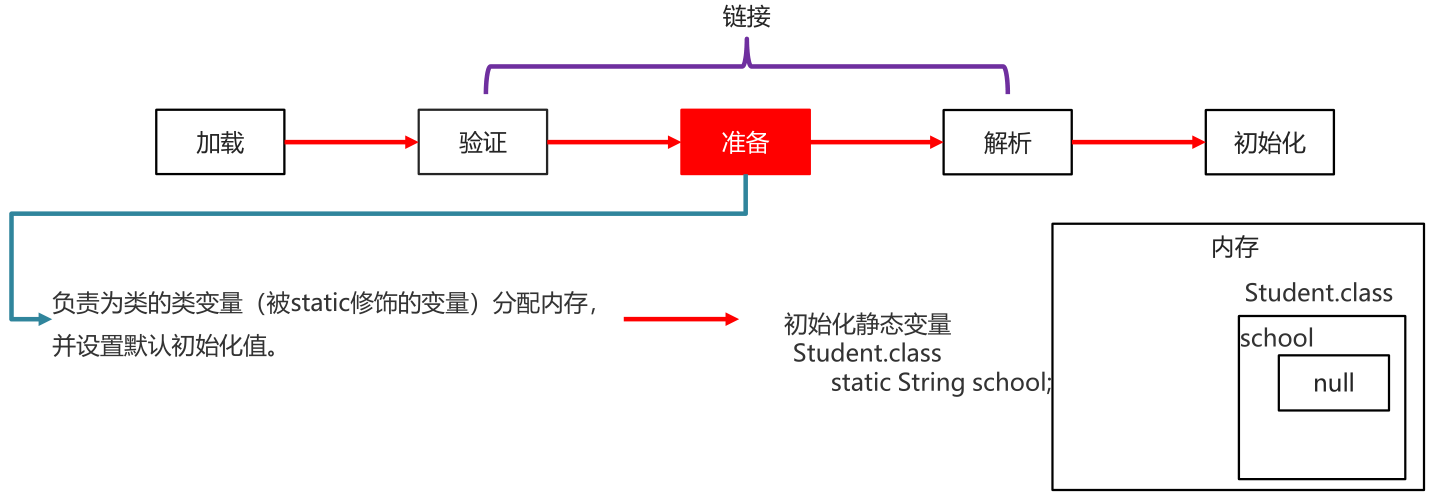 链接
加载
验证
准备
解析
初始化
负责为类的类变量（被static修饰的变量）分配内存，
并设置默认初始化值。
初始化静态变量
Student.class
static String school;
内存
Student.class
school
null